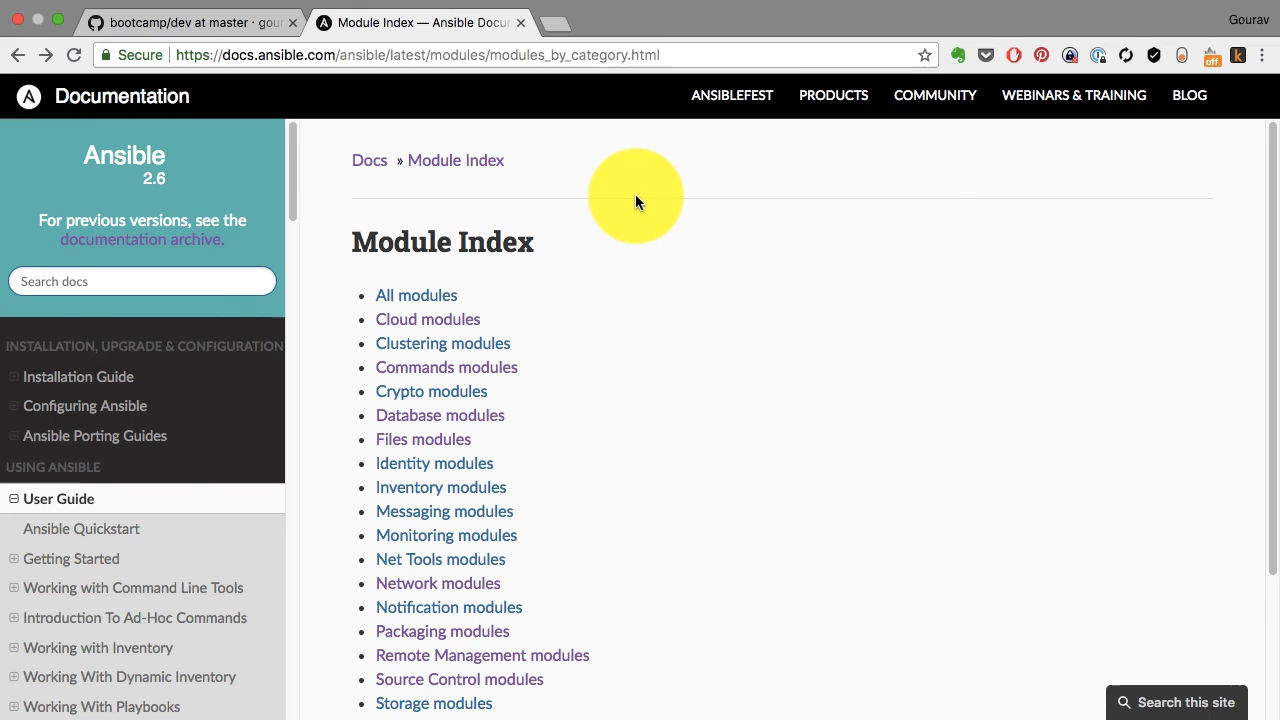 bootcamp/dev at master · gour
Module Index — Ansible Docum
Gourav
Secure
https://docs.ansible.com/ansible/latest/modules/modules_by_category.html
off
k
A Documentation
ANSIBLEFEST PRODUCTS COMMUNITY WEBINARS & TRAINING BLOG
Ansible
2.6
For previous versions, see the
documentation archive.
Search docs
INSTALLATION, UPGRADE & CONFIGURATION
Installation Guide
Configuring Ansible
Ansible Porting Guides
USING ANSIBLE
User Guide
Ansible Quickstart
Getting Started
Working with Command Line Tools
Introduction To Ad-Hoc Commands
Working with Inventory
Working With Dynamic Inventory
Working With Playbooks
Docs » Module Index
Module Index
All modules
Cloud modules
Clustering modules
Commands modules
Crypto modules
Database modules
Files modules
Identity modules
Inventory modules
Messaging modules
Monitoring modules
Net Tools modules
Network modules
Notification modules
Packaging modules
Remote Management modules
Source Control modules
Storage modules
Search this site